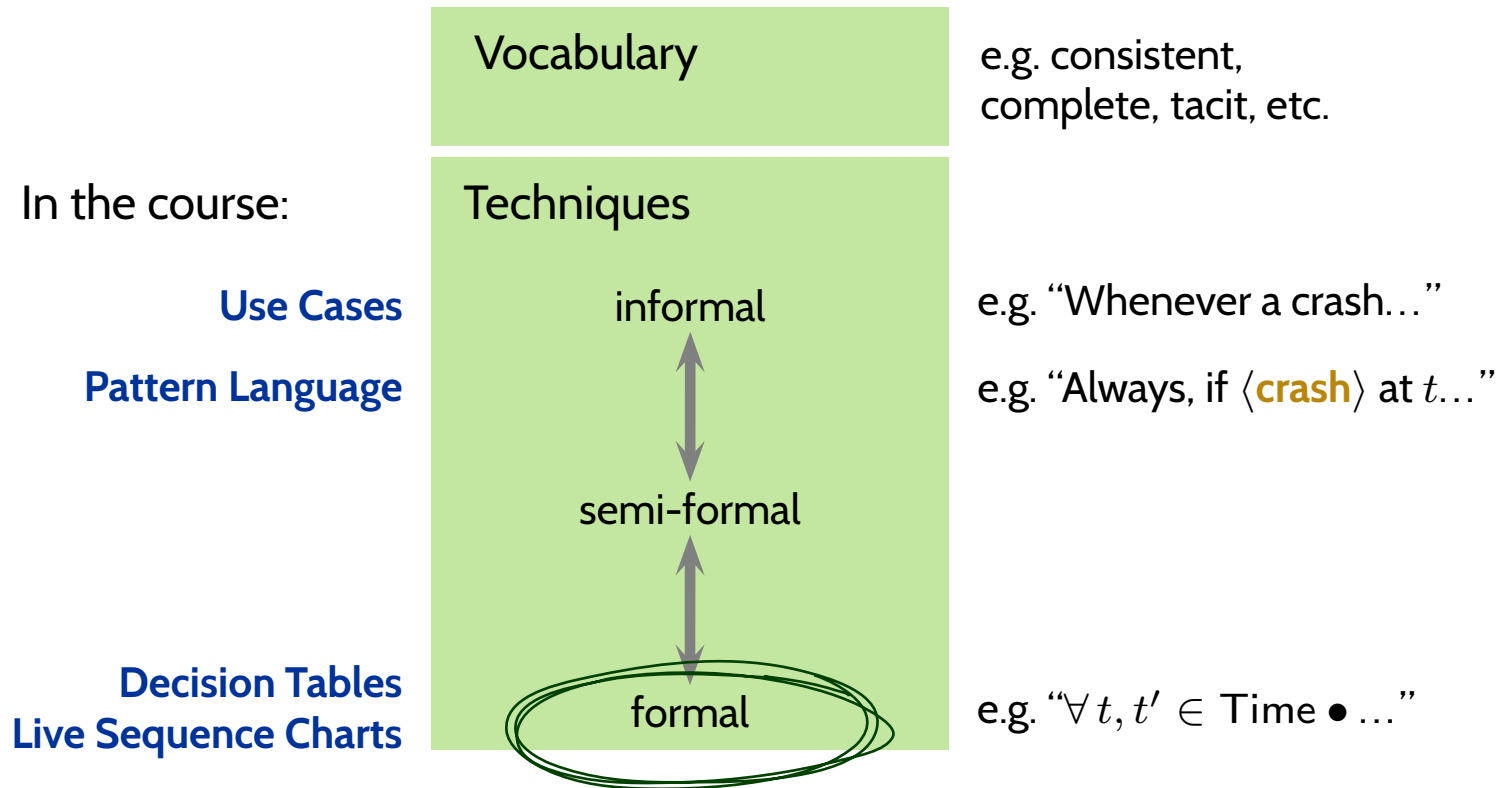 Vocabulary
e.g. consistent,
complete, tacit, etc.
In the course:
Techniques
Use Cases
informal
e.g. “Whenever a crash…”
Pattern Language
e.g. “Always, if ⟨crash⟩ at t…”
semi-formal
Decision Tables
Live Sequence Charts
formal
e.g. “∀ t, t′ ∈ Time • …”